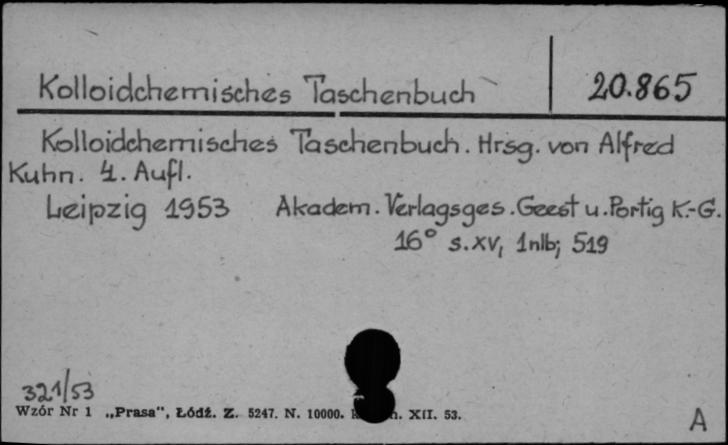 Kolloidchemisches Taschenbuch 20.865
Kolloidchemisches Taschenbuch. Hrsg. von Alfred
Kuhn. 4. Aufl.
Leipzig 1953 Akadem. Verlagsges. Geest u. Portig K.-G.
16° s. XV, 1nlb; 519
321/53
Wzór Nr 1 „Prasa", Łódź. Z. 5247. N. 10000. XII. 53.
A